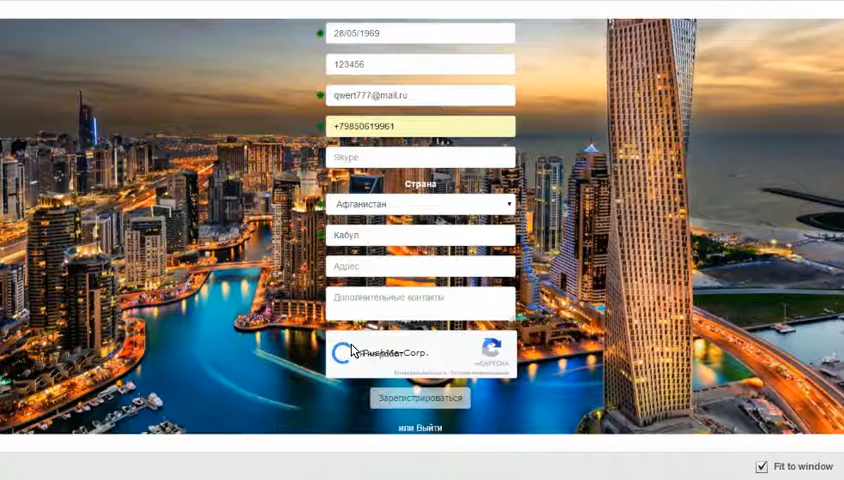 28/05/1969
123456
qwert777@mail.ru
+79850619961
Skype
Страна
Афганистан
Кабул
Адрес
Дополнительные контакты
Corp.
reCAPTCHA
Зарегистрироваться
или Выйти
Fit to window